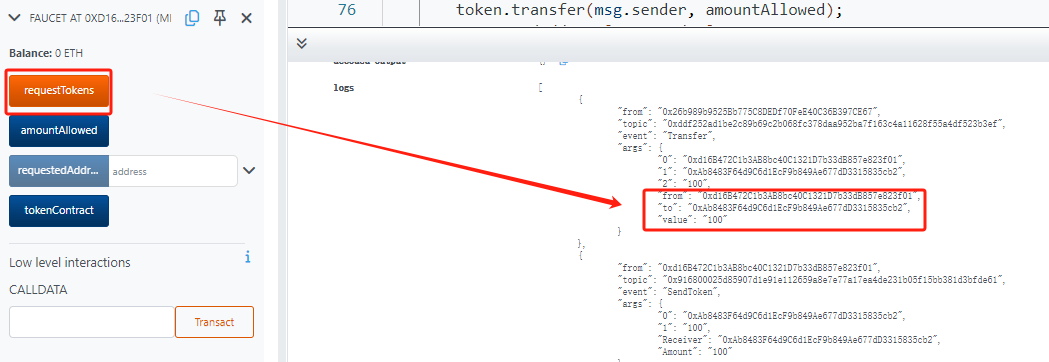 FAUCET AT 0XD16...23F01 (MI
Balance: 0 ETH
requestTokens
amountAllowed
requestedAddr...
address
tokenContract
Low level interactions
i
CALLDATA
Transact
76 token.transfer(msg.sender, amountAllowed);
logs
[
{
"from": "0x26b989b9525Bb775C8DEDf70FeE40C36B397CE67",
"topic": "0xddf252ad1be2c89b69c2b068fc378daa952ba7f163c4a11628f55a4df523b3ef",
"event": "Transfer",
"args": {
"0": "0xd16B472C1b3AB8bc40C1321D7b33dB857e823f01",
"1": "0xAb8483F64d9C6d1EcF9b849Ae677dD3315835cb2",
"2": "100",
"from": "0xd16B472C1b3AB8bc40C1321D7b33dB857e823f01",
"to": "0xAb8483F64d9C6d1EcF9b849Ae677dD3315835cb2",
"value": "100"
}
},
{
"from": "0xd16B472C1b3AB8bc40C1321D7b33dB857e823f01",
"topic": "0x916800025d85907d1e91e112659a8e7e77a17ea4de231b05f15bb381d3bfde61",
"event": "SendToken",
"args": {
"0": "0xAb8483F64d9C6d1EcF9b849Ae677dD3315835cb2",
"1": "100",
"Receiver": "0xAb8483F64d9C6d1EcF9b849Ae677dD3315835cb2",
"Amount": "100"